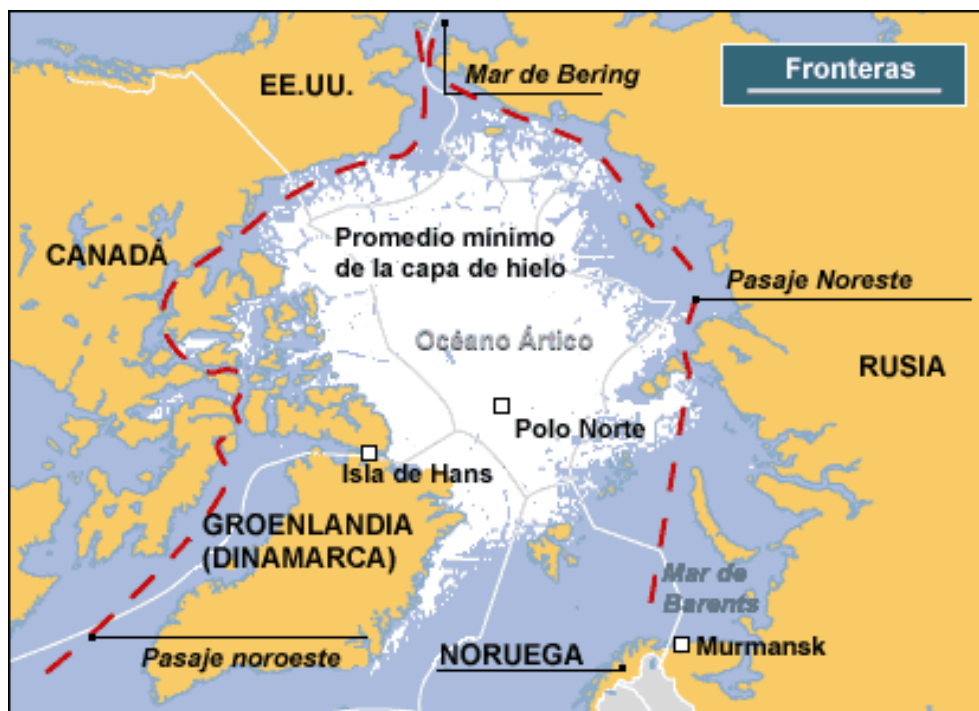 Fronteras
EE.UU.
Mar de Bering
CANADÁ
Promedio mínimo
de la capa de hielo
Pasaje Noreste
Océano Ártico
RUSIA
Polo Norte
Isla de Hans
GROENLANDIA
(DINAMARCA)
Mar de
Barents
Pasaje noroeste
NORUEGA
Murmansk